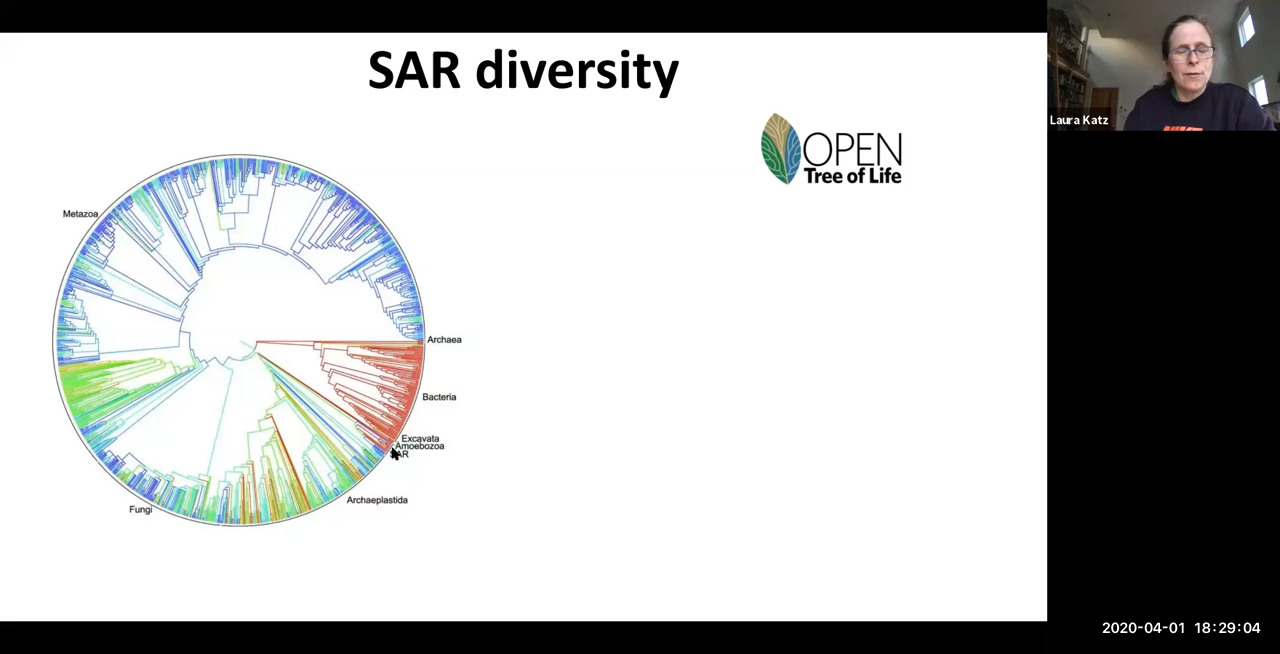 SAR diversity
OPEN
Tree of Life
Laura Katz
Metazoa
Archaea
Bacteria
Excavata
Amoebozoa
AR
Archaeplastida
Fungi
2020-04-01 18:29:04